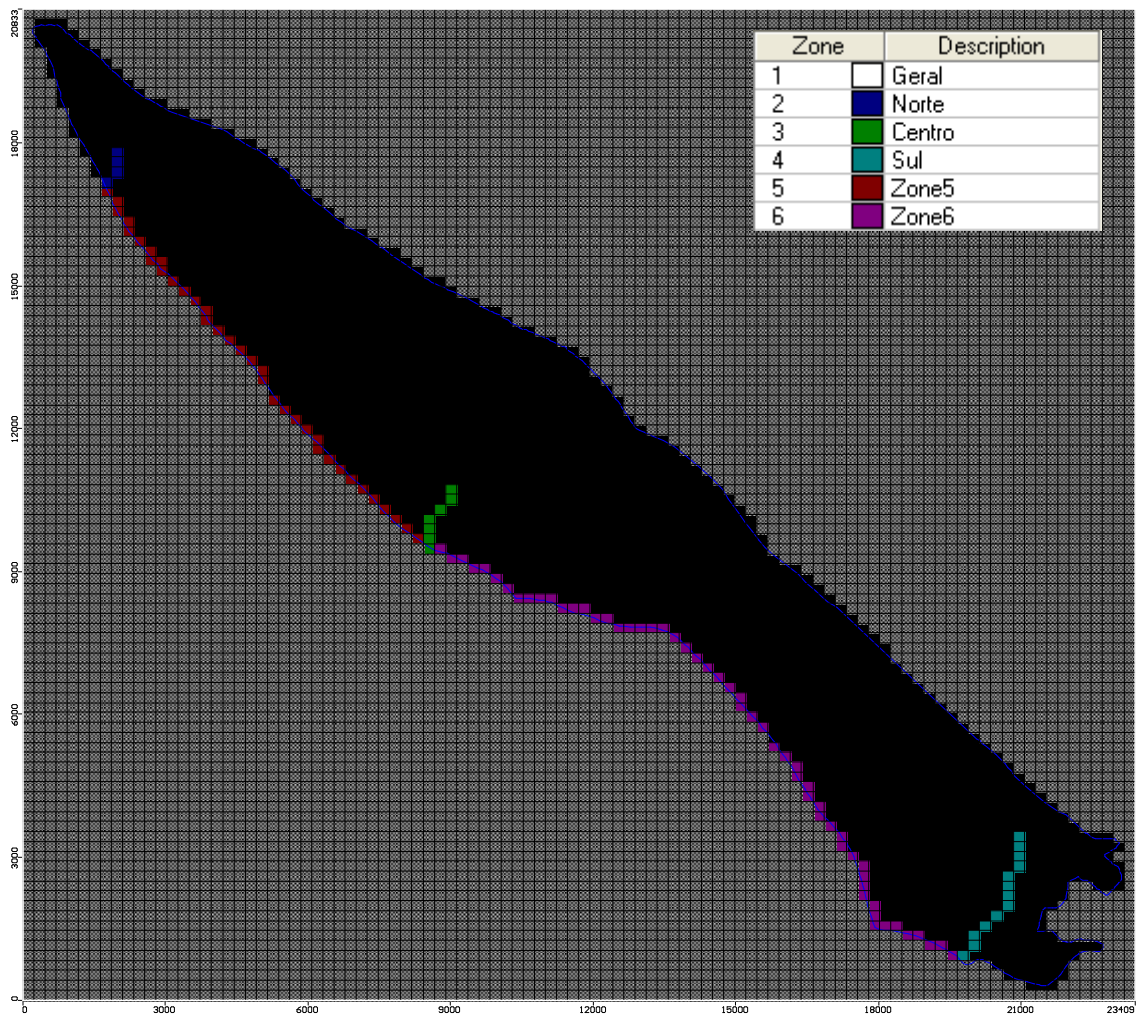 20833
Zone Description
1 Geral
2 Norte
3 Centro
4 Sul
5 Zone5
6 Zone6
18000
15000
12000
9000
6000
3000
0
0 3000 6000 9000 12000 15000 18000 21000 23409